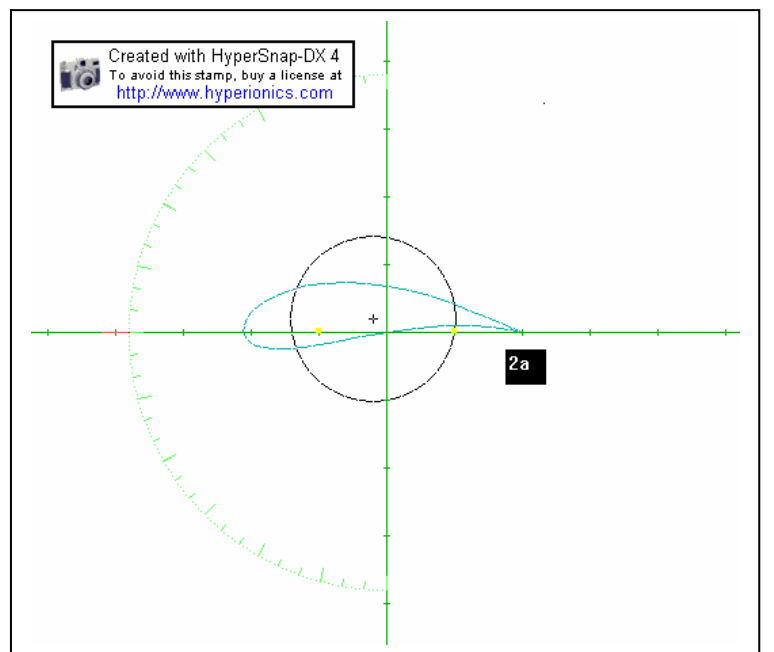 Created with HyperSnap-DX 4
To avoid this stamp, buy a license at
http://www.hyperionics.com
2a